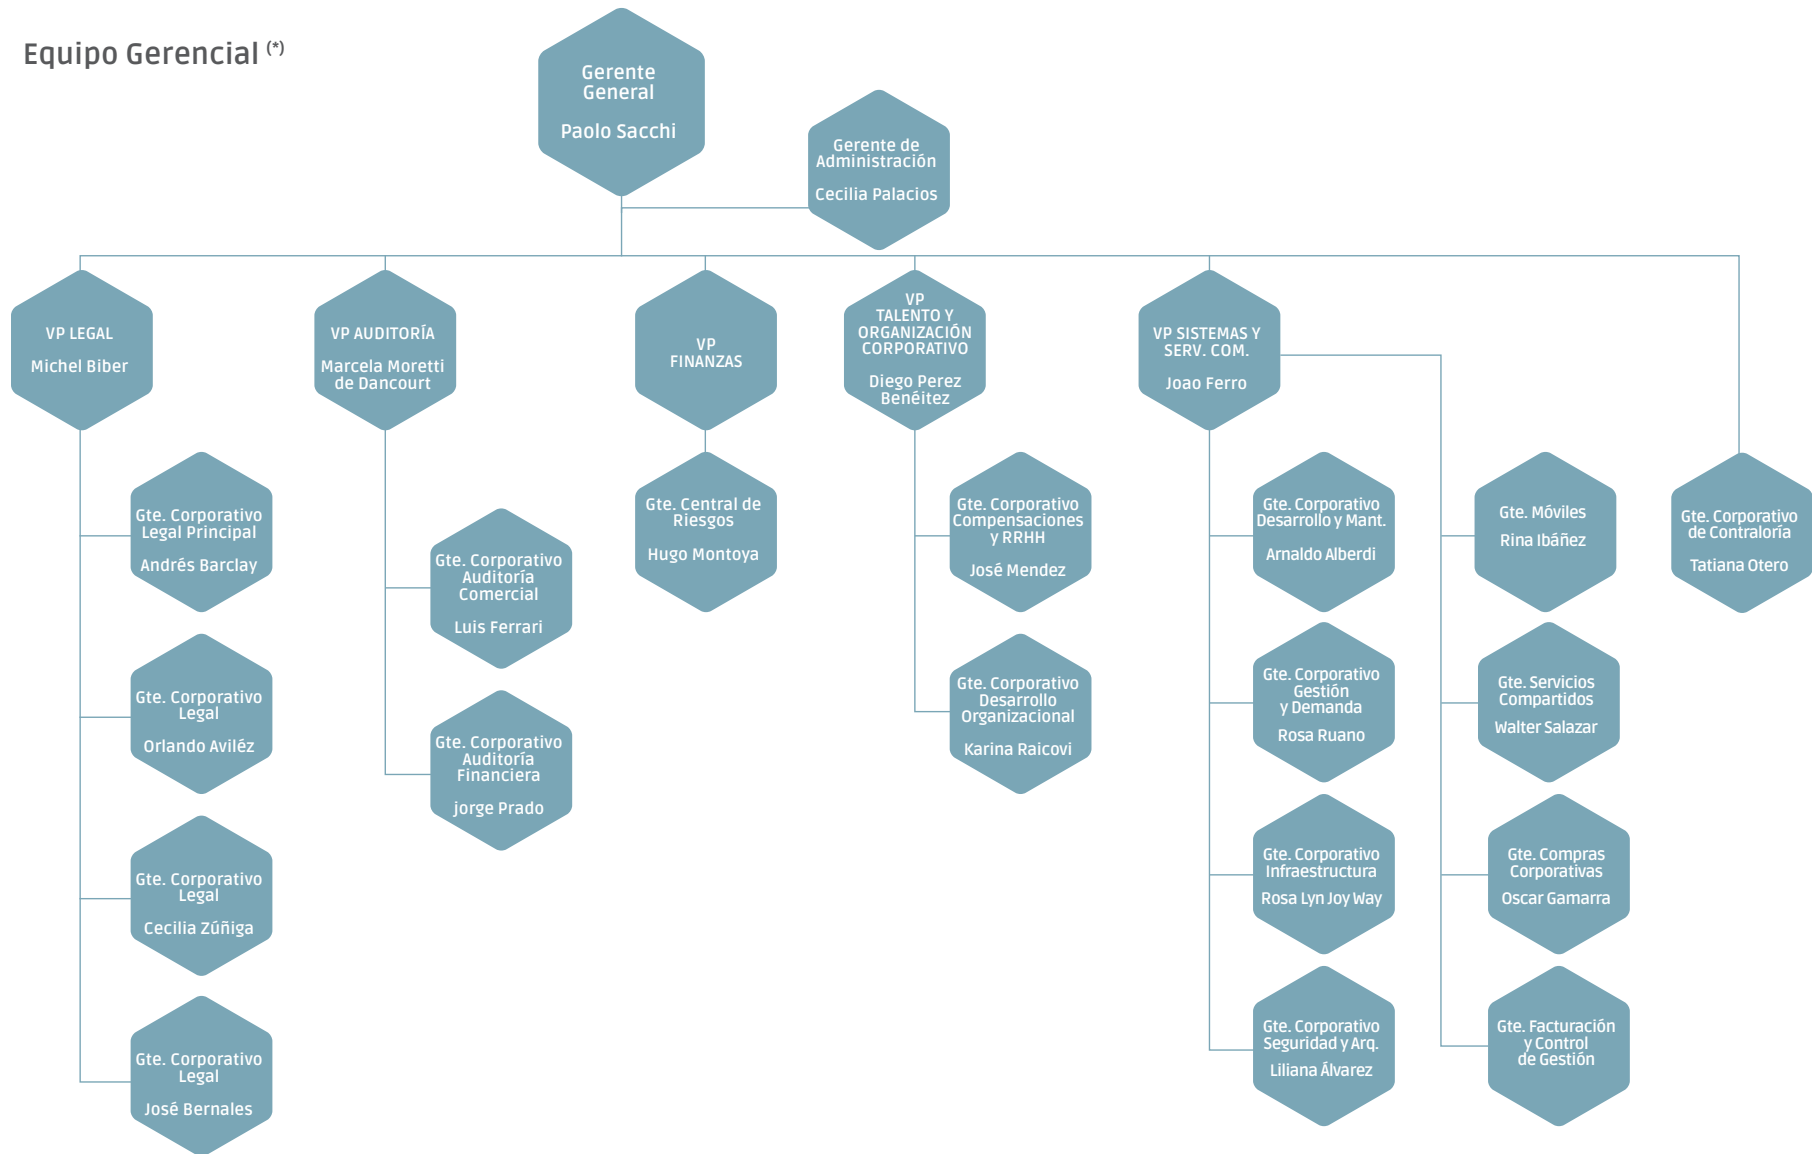 Equipo Gerencial (*)
Gerente
General
Paolo Sacchi
Gerente de
Administración
Cecilia Palacios
VP LEGAL
Michel Biber
VP AUDITORÍA
Marcela Moretti
de Dancourt
VP
FINANZAS
VP
TALENTO Y
ORGANIZACIÓN
CORPORATIVO
Diego Perez
Benéitez
VP SISTEMAS Y
SERV. COM.
Joao Ferro
Gte. Corporativo
Legal Principal
Andrés Barclay
Gte. Corporativo
Legal
Orlando Aviléz
Gte. Corporativo
Legal
Cecilia Zúñiga
Gte. Corporativo
Legal
José Bernales
Gte. Corporativo
Auditoría
Comercial
Luis Ferrari
Gte. Corporativo
Auditoría
Financiera
jorge Prado
Gte. Central de
Riesgos
Hugo Montoya
Gte. Corporativo
Compensaciones
y RRHH
José Mendez
Gte. Corporativo
Desarrollo
Organizacional
Karina Raicovi
Gte. Corporativo
Desarrollo y Mant.
Arnaldo Alberdi
Gte. Corporativo
Gestión
y Demanda
Rosa Ruano
Gte. Corporativo
Infraestructura
Rosa Lyn Joy Way
Gte. Corporativo
Seguridad y Arq.
Liliana Álvarez
Gte. Móviles
Rina Ibáñez
Gte. Servicios
Compartidos
Walter Salazar
Gte. Compras
Corporativas
Oscar Gamarra
Gte. Facturación
y Control
de Gestión
Gte. Corporativo
de Contraloría
Tatiana Otero